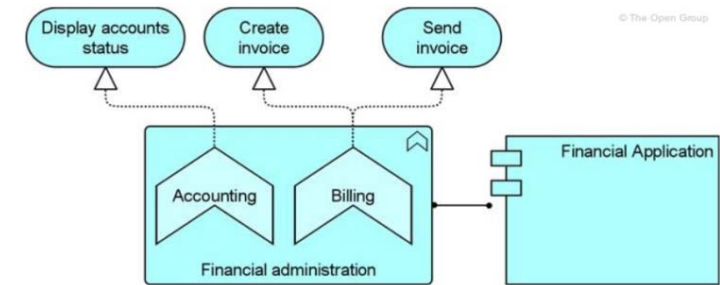 Display accounts
status
Create
invoice
Send
invoice
© The Open Group
Financial Application
Accounting
Billing
Financial administration